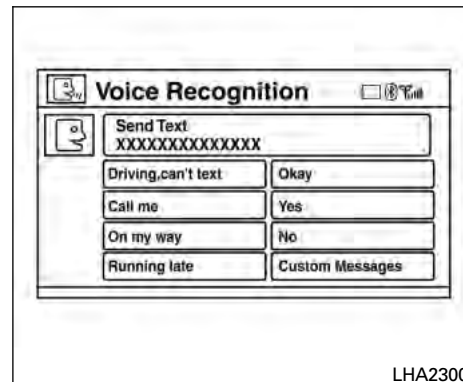 Voice Recognition
Send Text
XXXXXXXXXXXXXX
Driving,can't text
Okay
Call me
Yes
On my way
No
Running late
Custom Messages
LHA2300